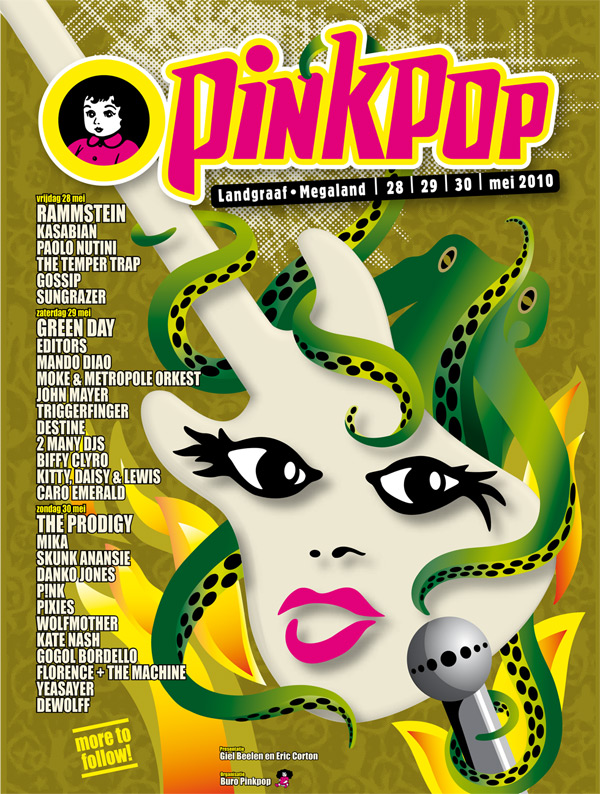 PINKPOP
Landgraaf • Megaland | 28 | 29 | 30 | mei 2010
vrijdag 28 mei
RAMMSTEIN
KASABIAN
PAOLO NUTINI
THE TEMPER TRAP
GOSSIP
SUNGRAZER
zaterdag 29 mei
GREEN DAY
EDITORS
MANDO DIAO
MOKE & METROPOLE ORKEST
JOHN MAYER
TRIGGERFINGER
DESTINE
2 MANY DJS
BIFFY CLYRO
KITTY, DAISY & LEWIS
CARO EMERALD
zondag 30 mei
THE PRODIGY
MIKA
SKUNK ANANSIE
DANKO JONES
P!NK
PIXIES
WOLFMOTHER
KATE NASH
GOGOL BORDELLO
FLORENCE + THE MACHINE
YEASAYER
DEWOLFF
more to
follow!
Presentatie
Giel Beelen en Eric Corton
Organisatie
Buro Pinkpop